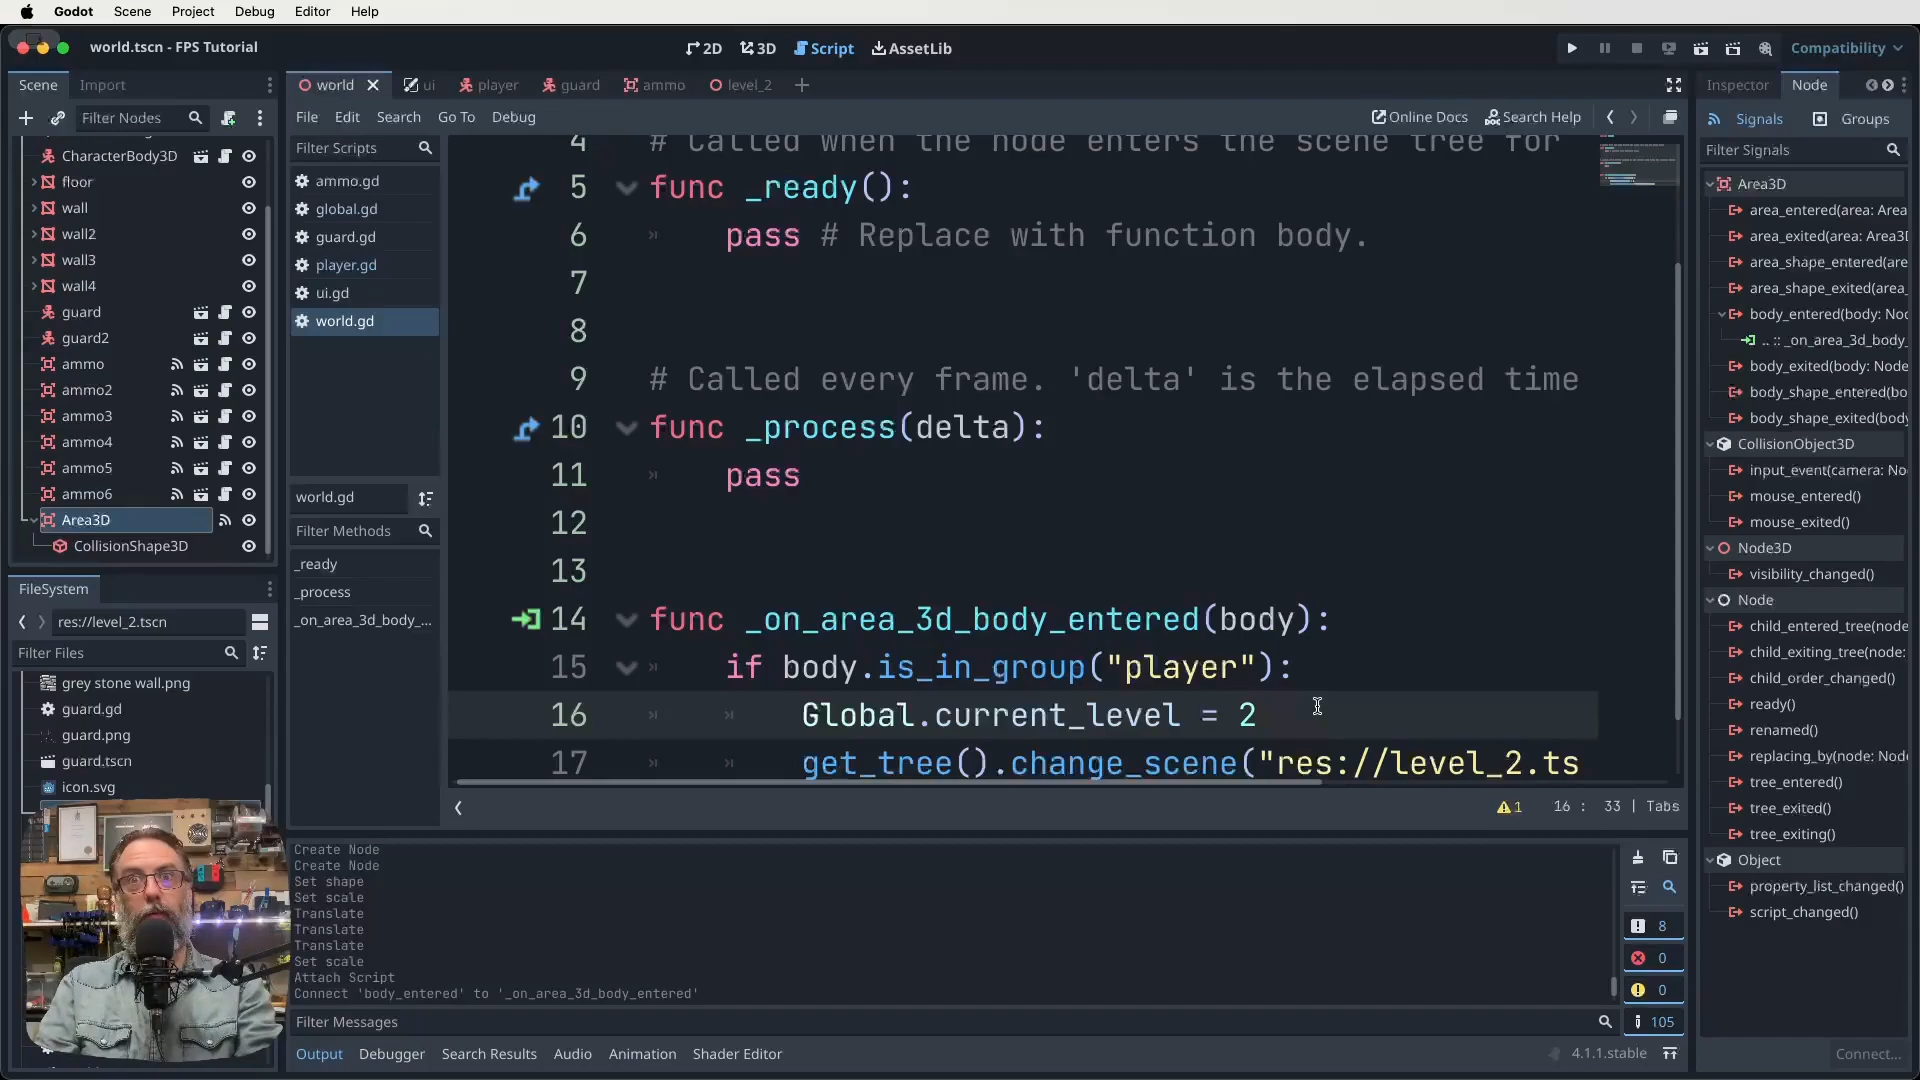 Godot Scene Project Debug Editor Help
world.tscn - FPS Tutorial
2D 3D Script AssetLib
Compatibility
Scene Import
Filter Nodes
CharacterBody3D
floor
wall
wall2
wall3
wall4
guard
guard2
ammo
ammo2
ammo3
ammo4
ammo5
ammo6
Area3D
CollisionShape3D
FileSystem
res://level_2.tscn
Filter Files
grey stone wall.png
guard.gd
guard.png
guard.tscn
icon.svg
world ui player guard ammo level_2
File Edit Search Go To Debug
Online Docs Search Help
Filter Scripts
ammo.gd
global.gd
guard.gd
player.gd
ui.gd
world.gd
world.gd
Filter Methods
_ready
_process
_on_area_3d_body_...
4 # Called when the node enters the scene tree for
5 func _ready():
6 pass # Replace with function body.
7
8
9 # Called every frame. 'delta' is the elapsed time
10 func _process(delta):
11 pass
12
13
14 func _on_area_3d_body_entered(body):
15 if body.is_in_group("player"):
16 Global.current_level = 2
17 get_tree().change_scene("res://level_2.ts
1 16 : 33 | Tabs
Create Node
Create Node
Set shape
Set scale
Translate
Translate
Translate
Set scale
Attach Script
Connect 'body_entered' to '_on_area_3d_body_entered'
8
0
0
105
Filter Messages
Output Debugger Search Results Audio Animation Shader Editor
4.1.1.stable
Inspector Node
Signals Groups
Filter Signals
Area3D
area_entered(area: Area
area_exited(area: Area3D
area_shape_entered(are
area_shape_exited(area_
body_entered(body: Noc
.. :: _on_area_3d_body_
body_exited(body: Node
body_shape_entered(bo
body_shape_exited(body
CollisionObject3D
input_event(camera: No
mouse_entered()
mouse_exited()
Node3D
visibility_changed()
Node
child_entered_tree(node
child_exiting_tree(node:
child_order_changed()
ready()
renamed()
replacing_by(node: Node
tree_entered()
tree_exited()
tree_exiting()
Object
property_list_changed()
script_changed()
Connect...